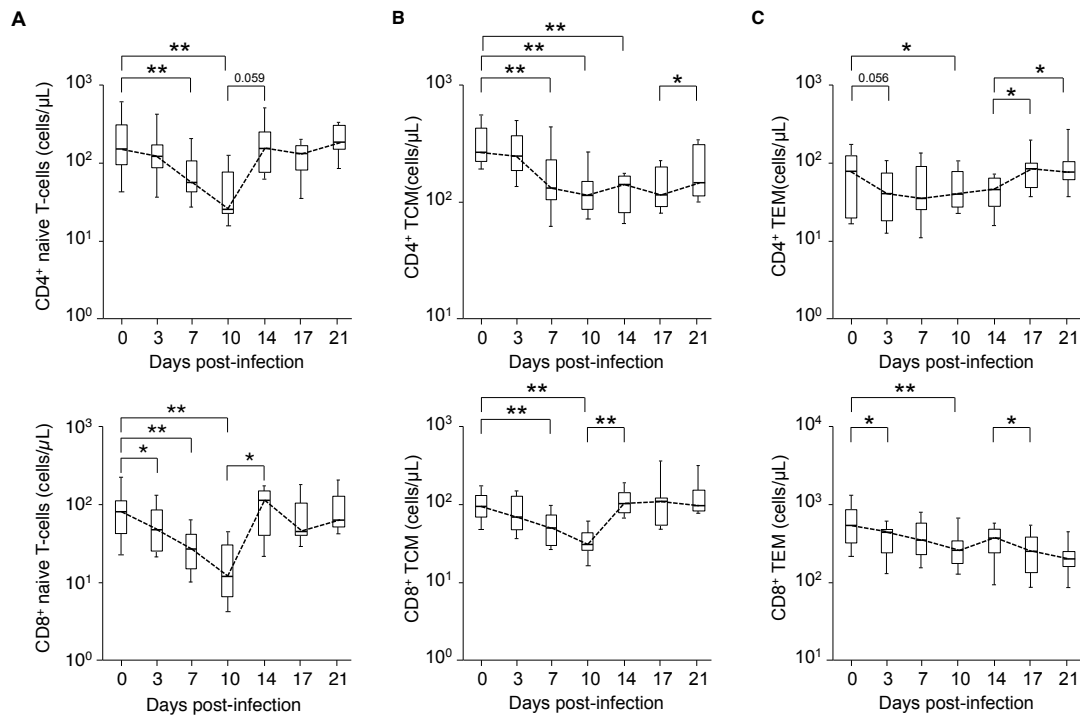 A
**
**
0.059
10³
10²
10¹
10⁰
CD4⁺ naive T-cells (cells/µL)
0 3 7 10 14 17 21
Days post-infection
B
**
**
**
*
10³
10²
10¹
CD4⁺ TCM(cells/µL)
0 3 7 10 14 17 21
Days post-infection
C
*
0.056
*
*
10³
10²
10¹
10⁰
CD4⁺ TEM(cells/µL)
0 3 7 10 14 17 21
Days post-infection
**
**
*
*
10³
10²
10¹
10⁰
CD8⁺ naive T-cells (cells/µL)
0 3 7 10 14 17 21
Days post-infection
**
**
**
10³
10²
10¹
10⁰
CD8⁺ TCM (cells/µL)
0 3 7 10 14 17 21
Days post-infection
**
*
*
10⁴
10³
10²
10¹
CD8⁺ TEM (cells/µL)
0 3 7 10 14 17 21
Days post-infection